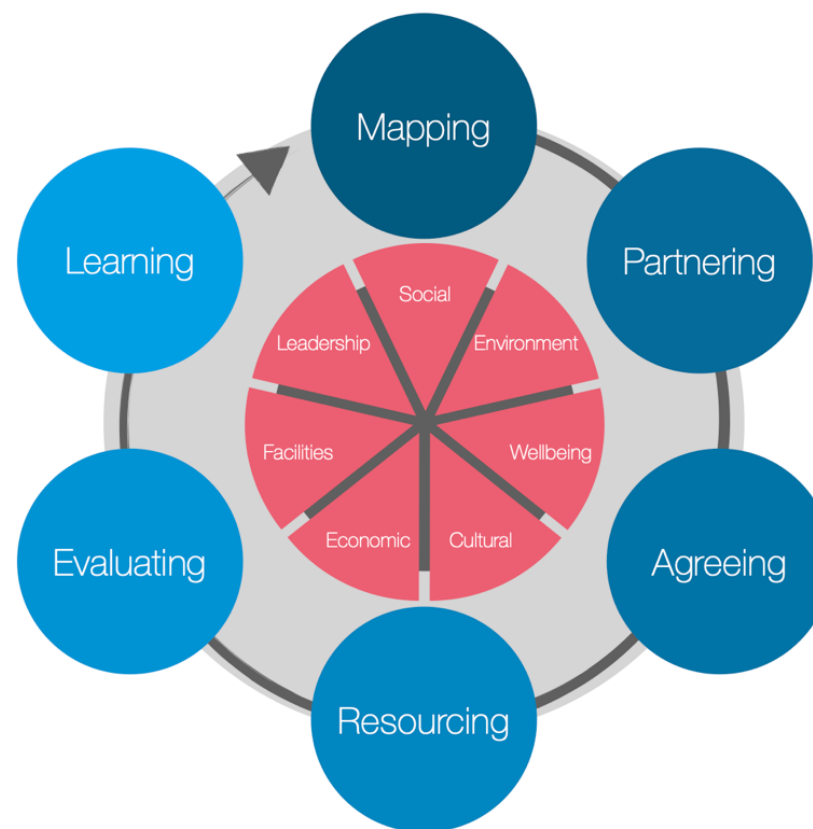 Mapping
Partnering
Agreeing
Resourcing
Evaluating
Learning
Social
Environment
Wellbeing
Cultural
Economic
Facilities
Leadership